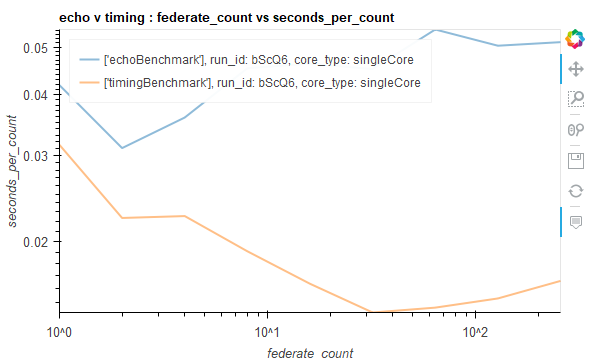 echo v timing : federate_count vs seconds_per_count
['echoBenchmark'], run_id: bScQ6, core_type: singleCore
['timingBenchmark'], run_id: bScQ6, core_type: singleCore
seconds_per_count
0.05
0.04
0.03
0.02
10^0
10^1
10^2
federate_count